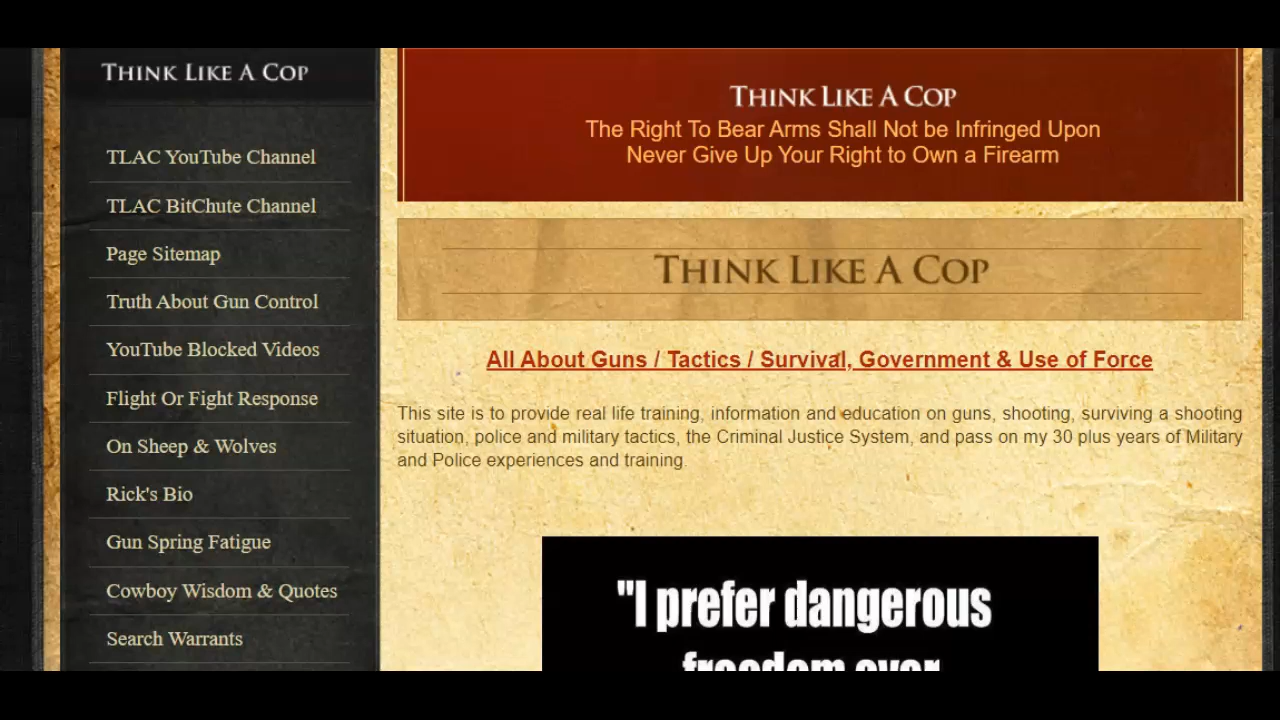 THINK LIKE A COP
TLAC YouTube Channel
TLAC BitChute Channel
Page Sitemap
Truth About Gun Control
YouTube Blocked Videos
Flight Or Fight Response
On Sheep & Wolves
Rick's Bio
Gun Spring Fatigue
Cowboy Wisdom & Quotes
Search Warrants
THINK LIKE A COP
The Right To Bear Arms Shall Not be Infringed Upon
Never Give Up Your Right to Own a Firearm
THINK LIKE A COP
All About Guns / Tactics / Survival, Government & Use of Force
This site is to provide real life training, information and education on guns, shooting, surviving a shooting
situation, police and military tactics, the Criminal Justice System, and pass on my 30 plus years of Military
and Police experiences and training.
"I prefer dangerous
freedom over